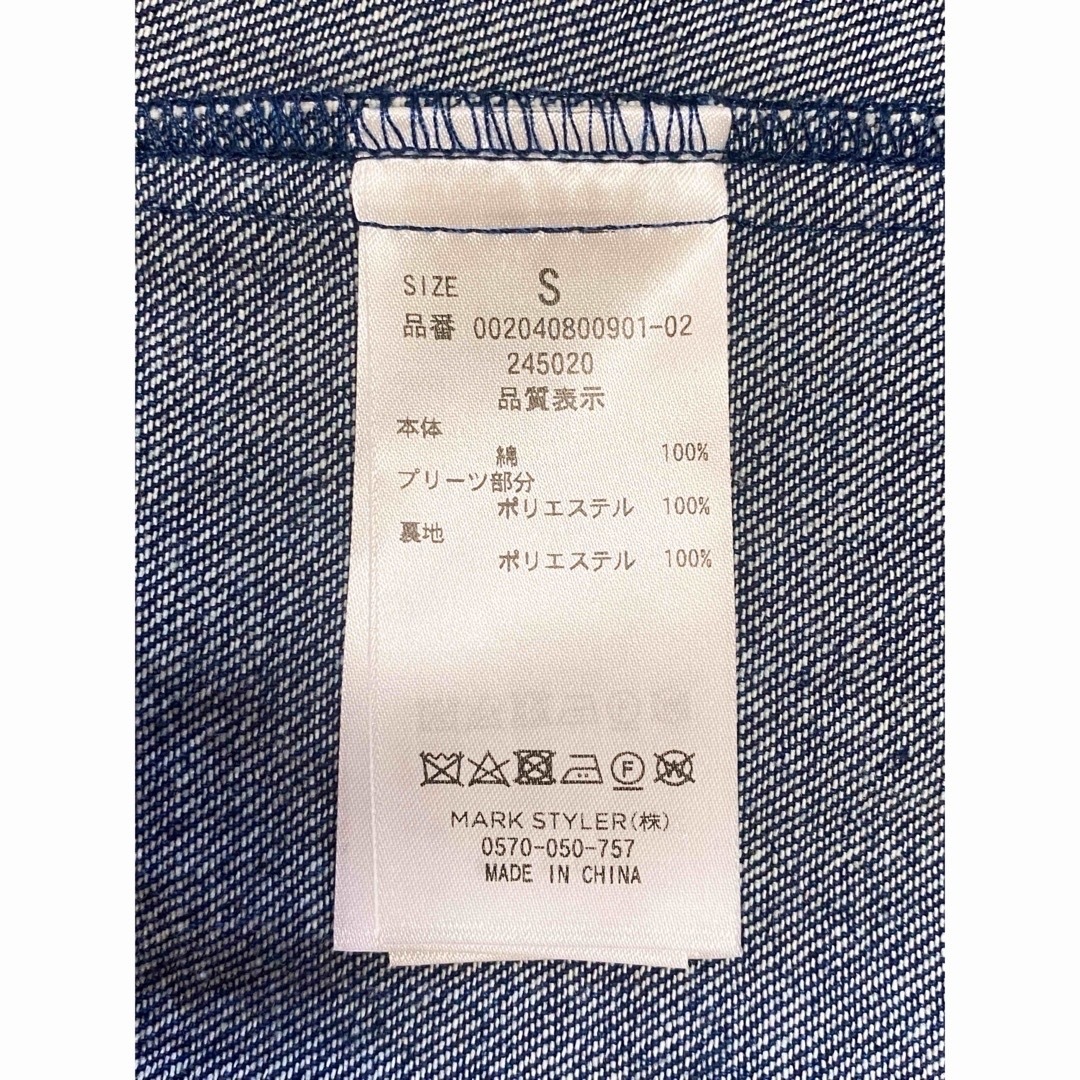 SIZE S
品番 002040800901-02
245020
品質表示
本体
綿 100%
プリーツ部分
ポリエステル 100%
裏地
ポリエステル 100%
F W
MARK STYLER(株)
0570-050-757
MADE IN CHINA